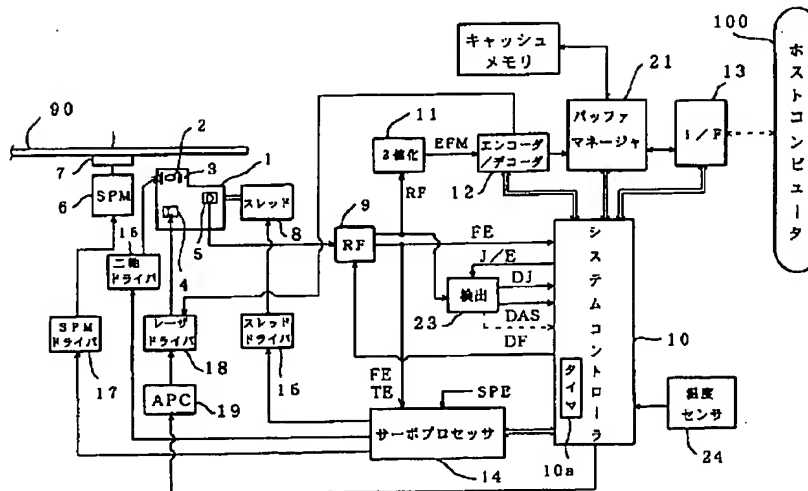 100
ホストコンピュータ
キャッシュ
メモリ
21
バッファ
マネージャ
13
I/F
11
2値化
EFM
エンコーダ
/デコーダ
12
RF
90
2
3
1
7
SPM
6
4
5
スレッド
8
9
RF
FE
J/E
DJ
検出
DAS
23
DF
システムコントローラ
10
タイマ
10a
温度
センサ
24
16
二軸
ドライバ
SPM
ドライバ
17
レーザ
ドライバ
18
スレッド
ドライバ
15
APC
19
FE
TE
SPE
サーボプロセッサ
14